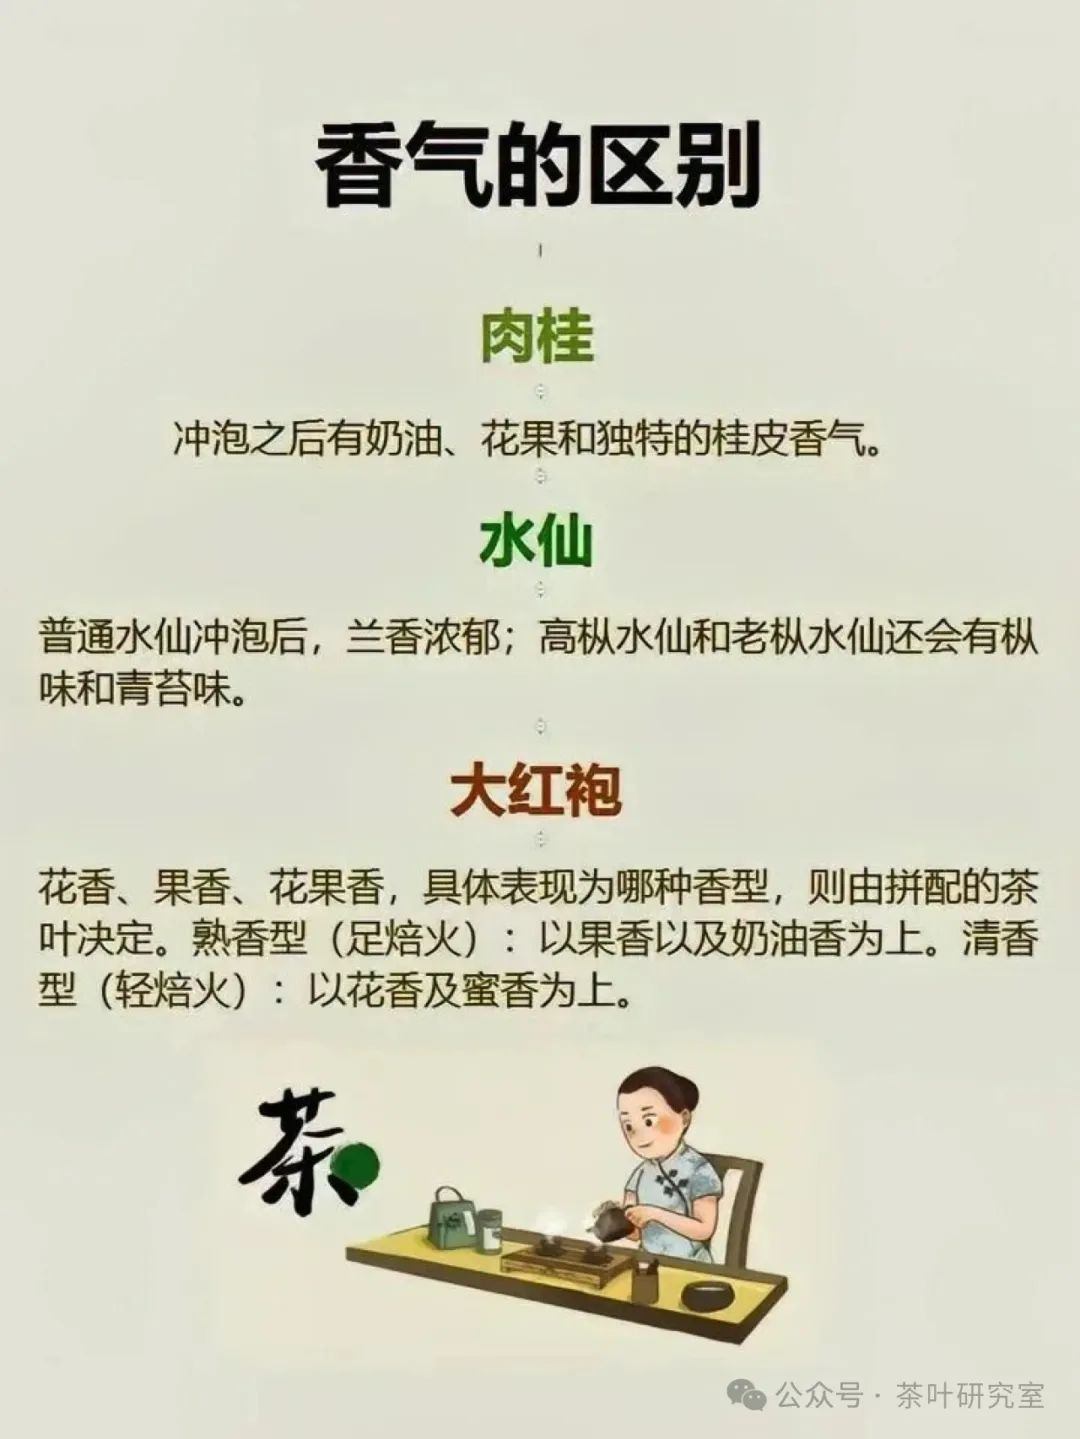 香气的区别
肉桂
冲泡之后有奶油、花果和独特的桂皮香气。
水仙
普通水仙冲泡后，兰香浓郁；高枞水仙和老枞水仙还会有枞
味和青苔味。
大红袍
花香、果香、花果香，具体表现为哪种香型，则由拼配的茶
叶决定。熟香型（足焙火）：以果香以及奶油香为上。清香
型（轻焙火）：以花香及蜜香为上。
茶
公众号·茶叶研究室